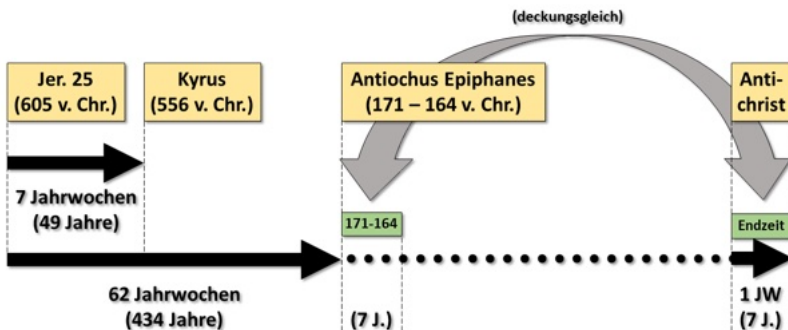 (deckungsgleich)
Jer. 25
(605 v. Chr.)
Kyrus
(556 v. Chr.)
Antiochus Epiphanes
(171 – 164 v. Chr.)
Anti-
christ
7 Jahrwochen
(49 Jahre)
171-164
Endzeit
62 Jahrwochen
(434 Jahre)
(7 J.)
1 JW
(7 J.)